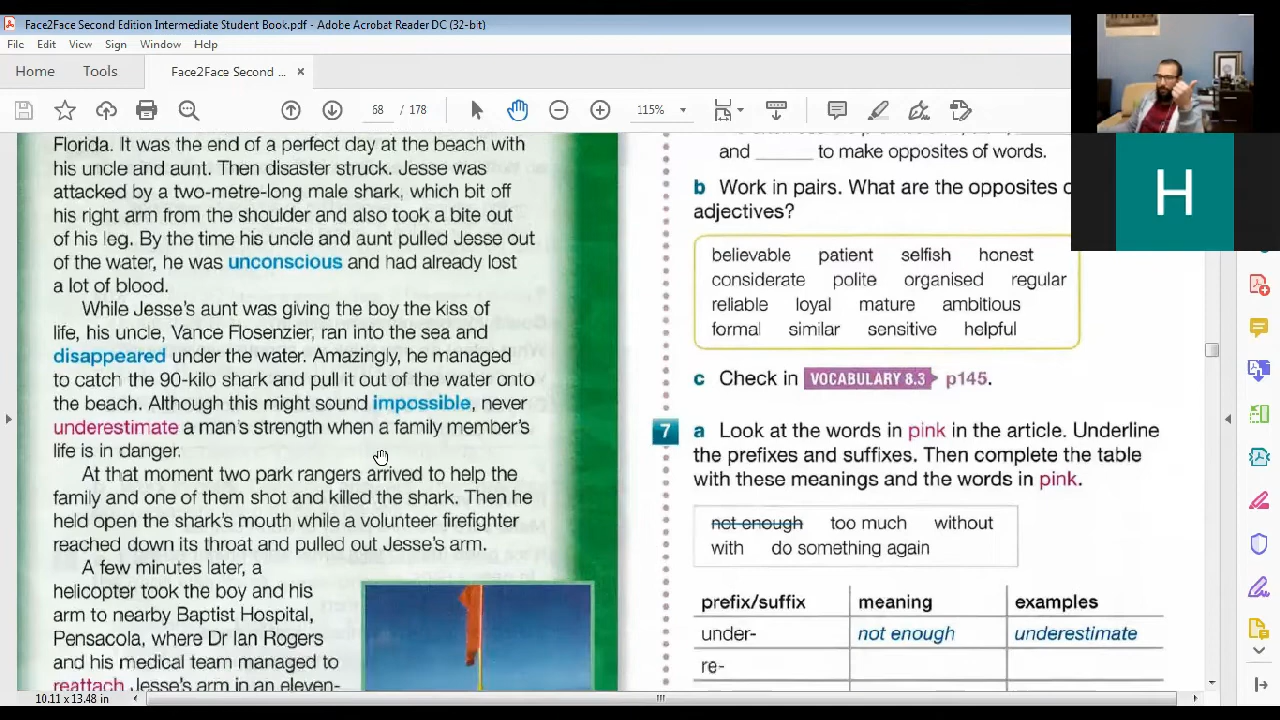 Face2Face Second Edition Intermediate Student Book.pdf - Adobe Acrobat Reader DC (32-bit)
File Edit View Sign Window Help
Home Tools Face2Face Second ... ×
68 / 178 115%
Florida. It was the end of a perfect day at the beach with
his uncle and aunt. Then disaster struck. Jesse was
attacked by a two-metre-long male shark, which bit off
his right arm from the shoulder and also took a bite out
of his leg. By the time his uncle and aunt pulled Jesse out
of the water, he was unconscious and had already lost
a lot of blood.
While Jesse's aunt was giving the boy the kiss of
life, his uncle, Vance Flosenzier, ran into the sea and
disappeared under the water. Amazingly, he managed
to catch the 90-kilo shark and pull it out of the water onto
the beach. Although this might sound impossible, never
underestimate a man's strength when a family member's
life is in danger.
At that moment two park rangers arrived to help the
family and one of them shot and killed the shark. Then he
held open the shark's mouth while a volunteer firefighter
reached down its throat and pulled out Jesse's arm.
A few minutes later, a
helicopter took the boy and his
arm to nearby Baptist Hospital,
Pensacola, where Dr Ian Rogers
and his medical team managed to
reattach Jesse's arm in an eleven-
and ______ to make opposites of words.
b Work in pairs. What are the opposites o
adjectives?
believable patient selfish honest
considerate polite organised regular
reliable loyal mature ambitious
formal similar sensitive helpful
c Check in VOCABULARY 8.3 p145.
7 a Look at the words in pink in the article. Underline
the prefixes and suffixes. Then complete the table
with these meanings and the words in pink.
not enough too much without
with do something again
prefix/suffix meaning examples
under- not enough underestimate
re-
H
10.11 x 13.48 in